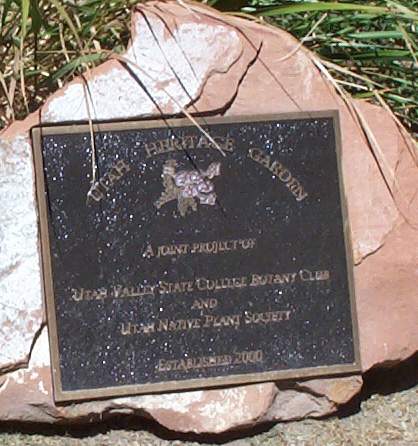 UTAH HERITAGE GARDEN
A JOINT PROJECT OF
UTAH VALLEY STATE COLLEGE BOTANY CLUB
AND
UTAH NATIVE PLANT SOCIETY
ESTABLISHED 2000